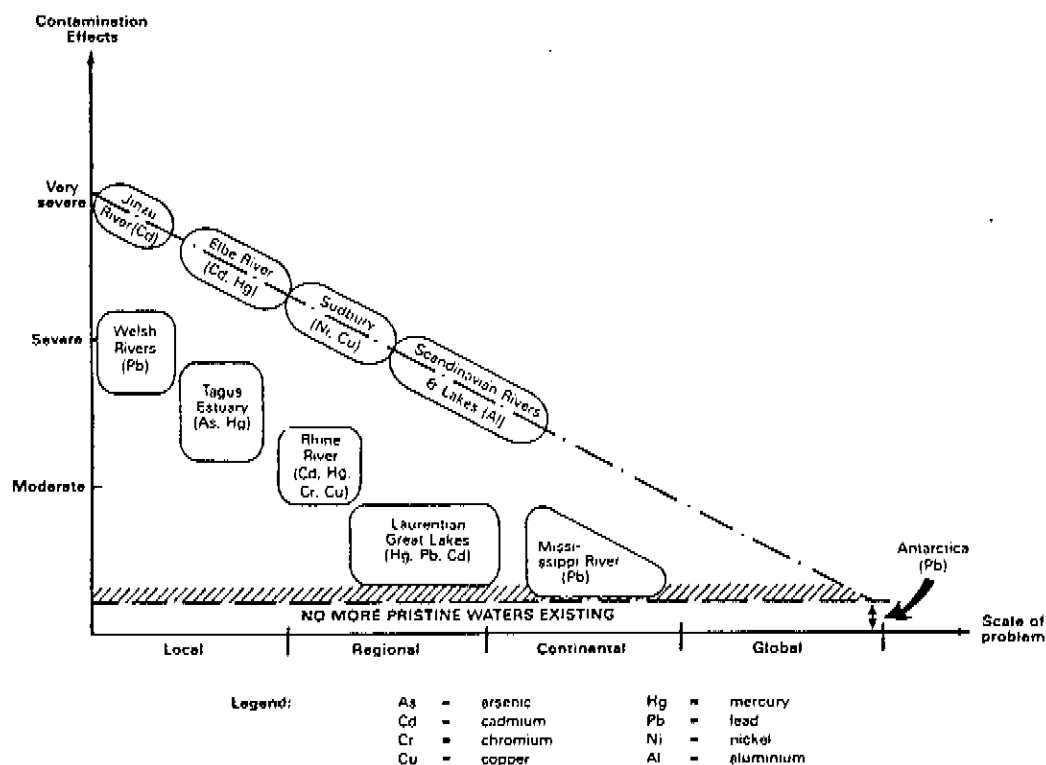 Contamination
Effects
Very
severe
Jinzu
River (Cd)
Elbe River
(Cd, Hg)
Sudbury
(Ni, Cu)
Scandinavian Rivers
& Lakes (Al)
Severe
Welsh
Rivers
(Pb)
Tagus
Estuary
(As, Hg)
Rhine
River
(Cd, Hg,
Cr, Cu)
Moderate
Laurentian
Great Lakes
(Hg, Pb, Cd)
Missi-
ssippi River
(Pb)
Antarctica
(Pb)
NO MORE PRISTINE WATERS EXISTING
Scale of
problem
Local
Regional
Continental
Global
Legend:
As = arsenic
Cd = cadmium
Cr = chromium
Cu = copper
Hg = mercury
Pb = lead
Ni = nickel
Al = aluminium